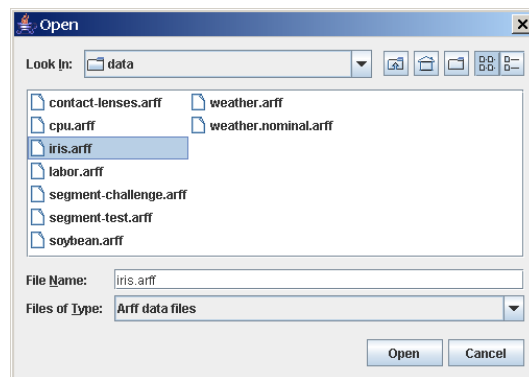 Open
Look In: data
contact-lenses.arff
cpu.arff
iris.arff
labor.arff
segment-challenge.arff
segment-test.arff
soybean.arff
weather.arff
weather.nominal.arff
File Name: iris.arff
Files of Type: Arff data files
Open Cancel